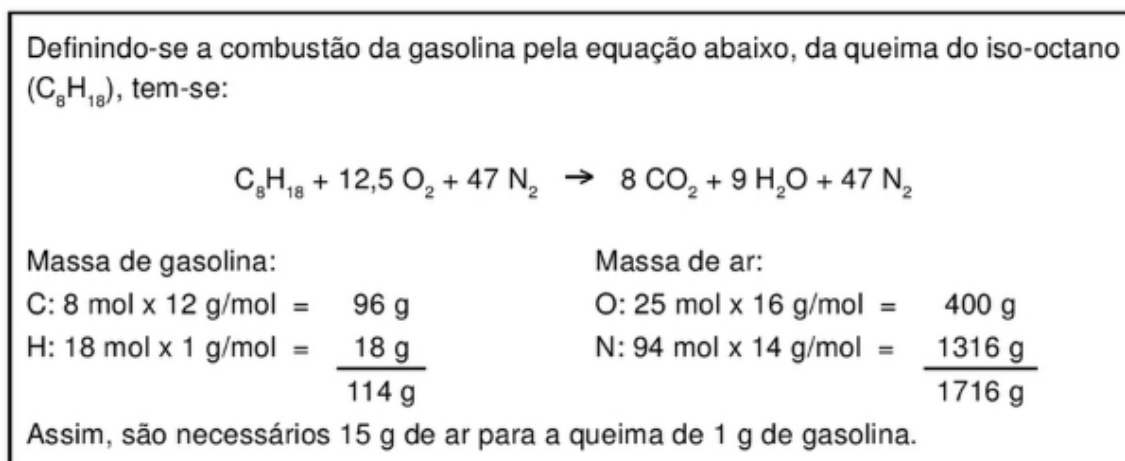 Definindo-se a combustão da gasolina pela equação abaixo, da queima do iso-octano
(C₈H₁₈), tem-se:
C₈H₁₈ + 12,5 O₂ + 47 N₂ → 8 CO₂ + 9 H₂O + 47 N₂
Massa de gasolina: Massa de ar:
C: 8 mol x 12 g/mol = 96 g O: 25 mol x 16 g/mol = 400 g
H: 18 mol x 1 g/mol = 18 g N: 94 mol x 14 g/mol = 1316 g
114 g 1716 g
Assim, são necessários 15 g de ar para a queima de 1 g de gasolina.